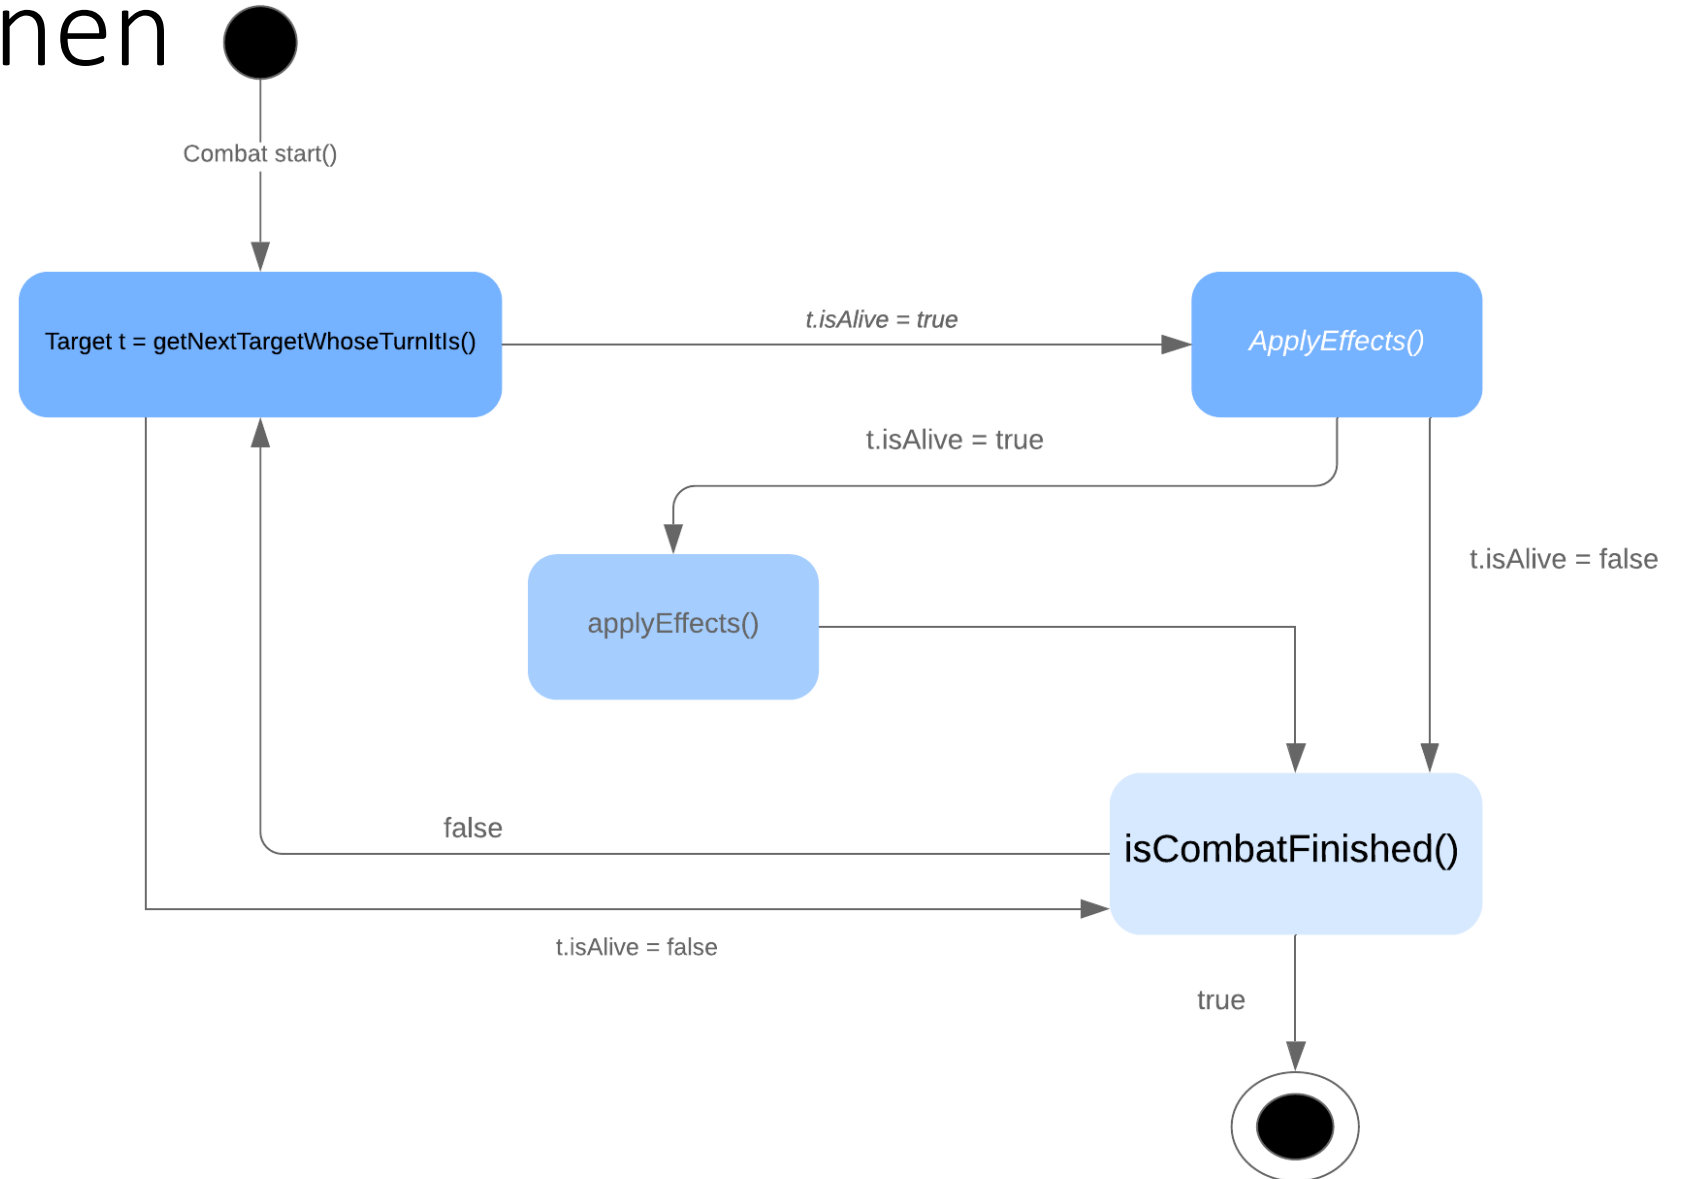 nen
Combat start()
Target t = getNextTargetWhoseTurnItIs()
t.isAlive = true
ApplyEffects()
t.isAlive = true
t.isAlive = false
applyEffects()
false
isCombatFinished()
t.isAlive = false
true